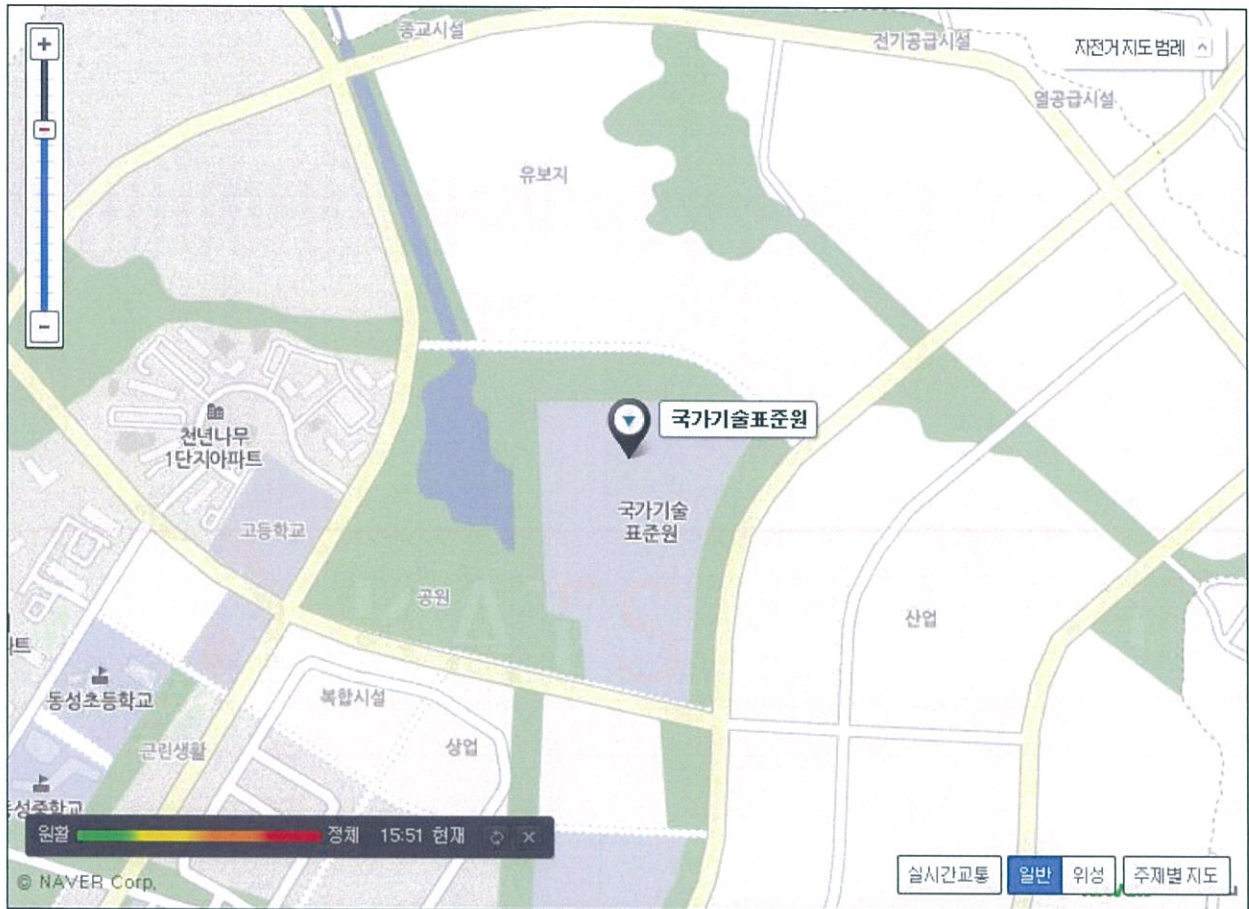 종교시설
전기공급시설
자전거 지도 범례
열공급시설
유보지
국가기술표준원
천년나무
1단지아파트
국가기술
표준원
고등학교
공원
산업
동성초등학교
복합시설
상업
근린생활
원활
정체 15:51 현재
© NAVER Corp.
실시간교통
일반
위성
주제별 지도
KATS